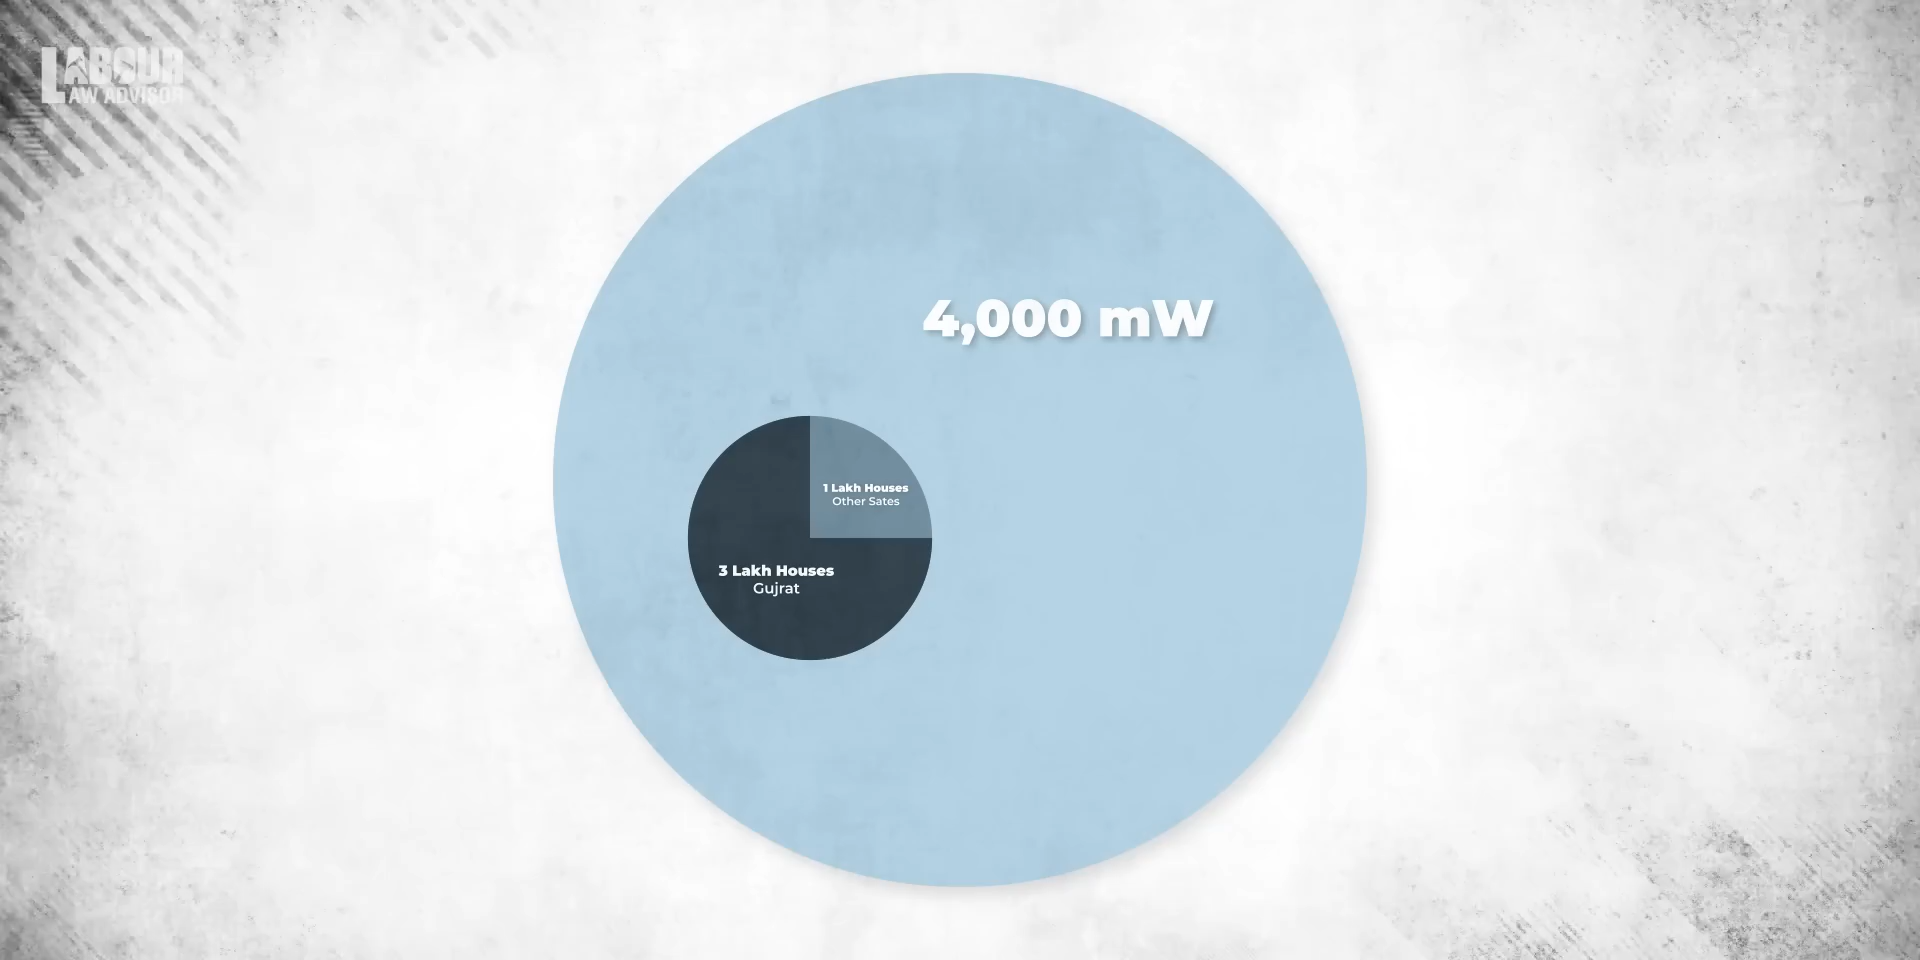 LABOUR
LAW ADVISOR
4,000 mW
1 Lakh Houses
Other Sates
3 Lakh Houses
Gujrat